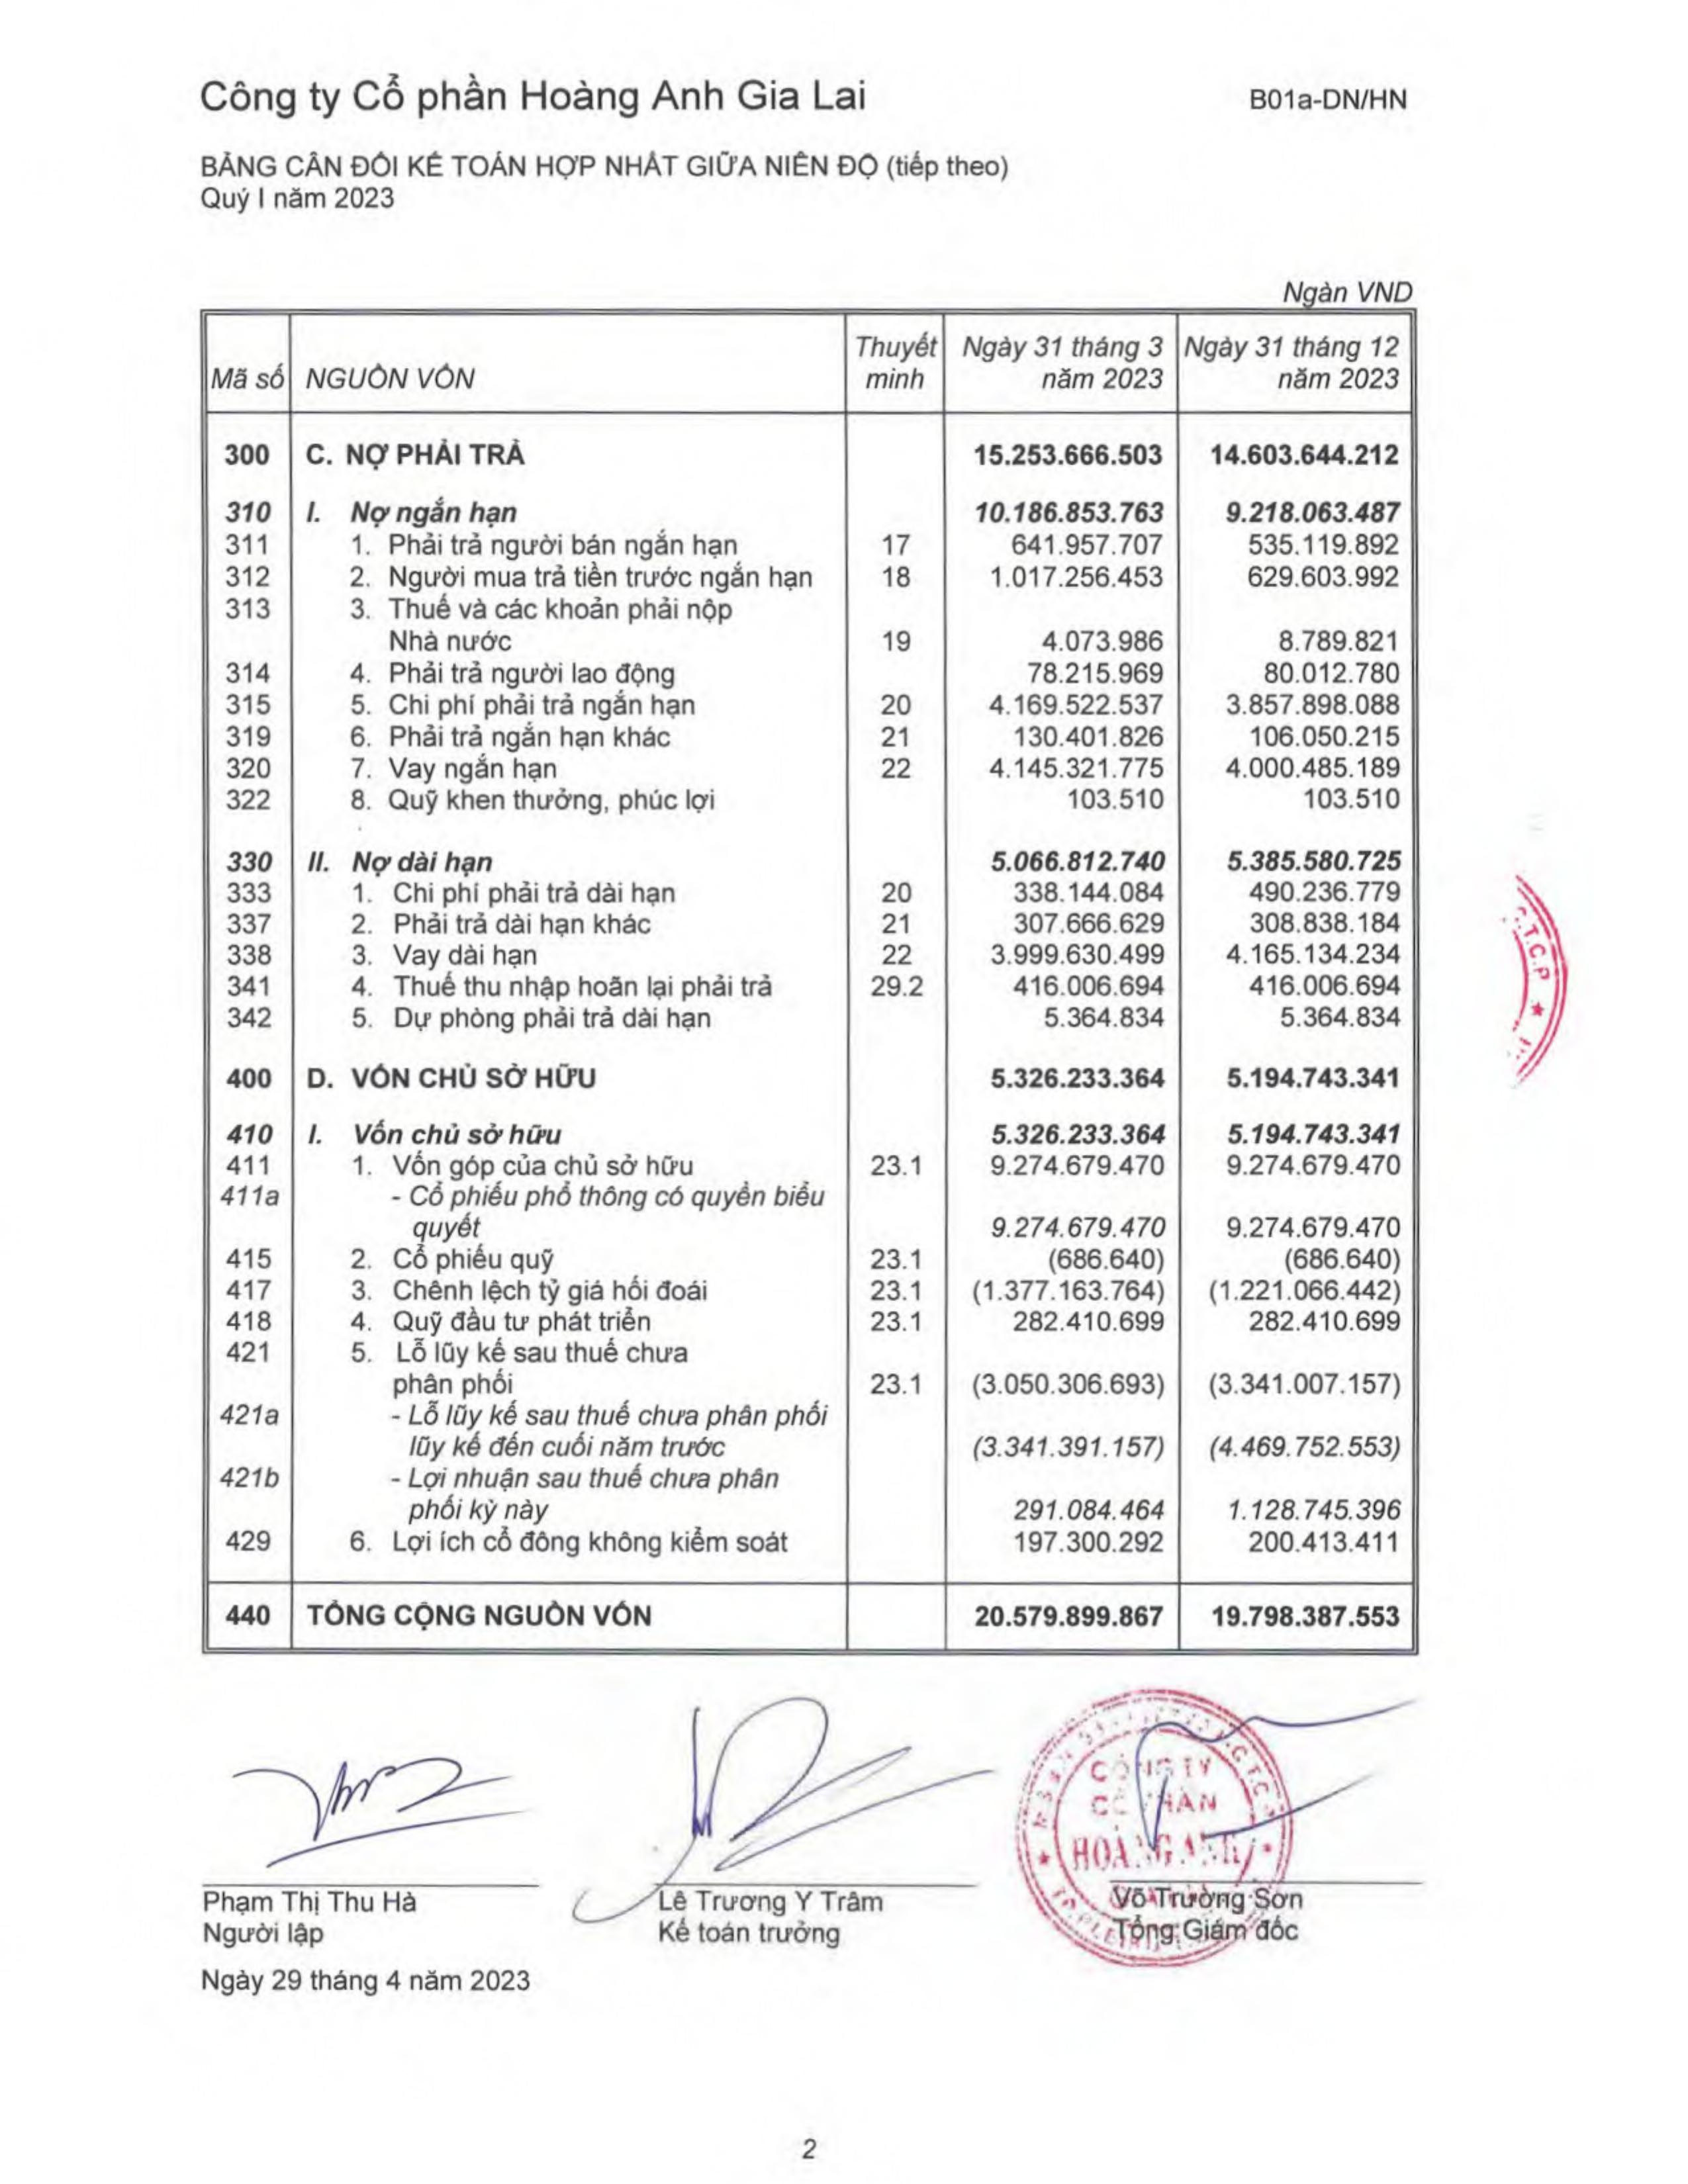 Công ty Cổ phần Hoàng Anh Gia Lai B01a-DN/HN
BẢNG CÂN ĐỐI KẾ TOÁN HỢP NHẤT GIỮA NIÊN ĐỘ (tiếp theo)
Quý I năm 2023
Ngàn VND
Mã số NGUỒN VỐN Thuyết minh Ngày 31 tháng 3 năm 2023 Ngày 31 tháng 12 năm 2023
300 C. NỢ PHẢI TRẢ 15.253.666.503 14.603.644.212
310 I. Nợ ngắn hạn 10.186.853.763 9.218.063.487
311 1. Phải trả người bán ngắn hạn 17 641.957.707 535.119.892
312 2. Người mua trả tiền trước ngắn hạn 18 1.017.256.453 629.603.992
313 3. Thuế và các khoản phải nộp
Nhà nước 19 4.073.986 8.789.821
314 4. Phải trả người lao động 78.215.969 80.012.780
315 5. Chi phí phải trả ngắn hạn 20 4.169.522.537 3.857.898.088
319 6. Phải trả ngắn hạn khác 21 130.401.826 106.050.215
320 7. Vay ngắn hạn 22 4.145.321.775 4.000.485.189
322 8. Quỹ khen thưởng, phúc lợi 103.510 103.510
330 II. Nợ dài hạn 5.066.812.740 5.385.580.725
333 1. Chi phí phải trả dài hạn 20 338.144.084 490.236.779
337 2. Phải trả dài hạn khác 21 307.666.629 308.838.184
338 3. Vay dài hạn 22 3.999.630.499 4.165.134.234
341 4. Thuế thu nhập hoãn lại phải trả 29.2 416.006.694 416.006.694
342 5. Dự phòng phải trả dài hạn 5.364.834 5.364.834
400 D. VỐN CHỦ SỞ HỮU 5.326.233.364 5.194.743.341
410 I. Vốn chủ sở hữu 5.326.233.364 5.194.743.341
411 1. Vốn góp của chủ sở hữu 23.1 9.274.679.470 9.274.679.470
411a - Cổ phiếu phổ thông có quyền biểu
quyết 9.274.679.470 9.274.679.470
415 2. Cổ phiếu quỹ 23.1 (686.640) (686.640)
417 3. Chênh lệch tỷ giá hối đoái 23.1 (1.377.163.764) (1.221.066.442)
418 4. Quỹ đầu tư phát triển 23.1 282.410.699 282.410.699
421 5. Lỗ lũy kế sau thuế chưa
phân phối 23.1 (3.050.306.693) (3.341.007.157)
421a - Lỗ lũy kế sau thuế chưa phân phối
lũy kế đến cuối năm trước (3.341.391.157) (4.469.752.553)
421b - Lợi nhuận sau thuế chưa phân
phối kỳ này 291.084.464 1.128.745.396
429 6. Lợi ích cổ đông không kiểm soát 197.300.292 200.413.411
440 TỔNG CỘNG NGUỒN VỐN 20.579.899.867 19.798.387.553
CÔNG TY
HOÀNG ANH
Phạm Thị Thu Hà Lê Trương Y Trâm Võ Trường Sơn
Người lập Kế toán trưởng Tổng Giám đốc
Ngày 29 tháng 4 năm 2023
C.T.C.P
2